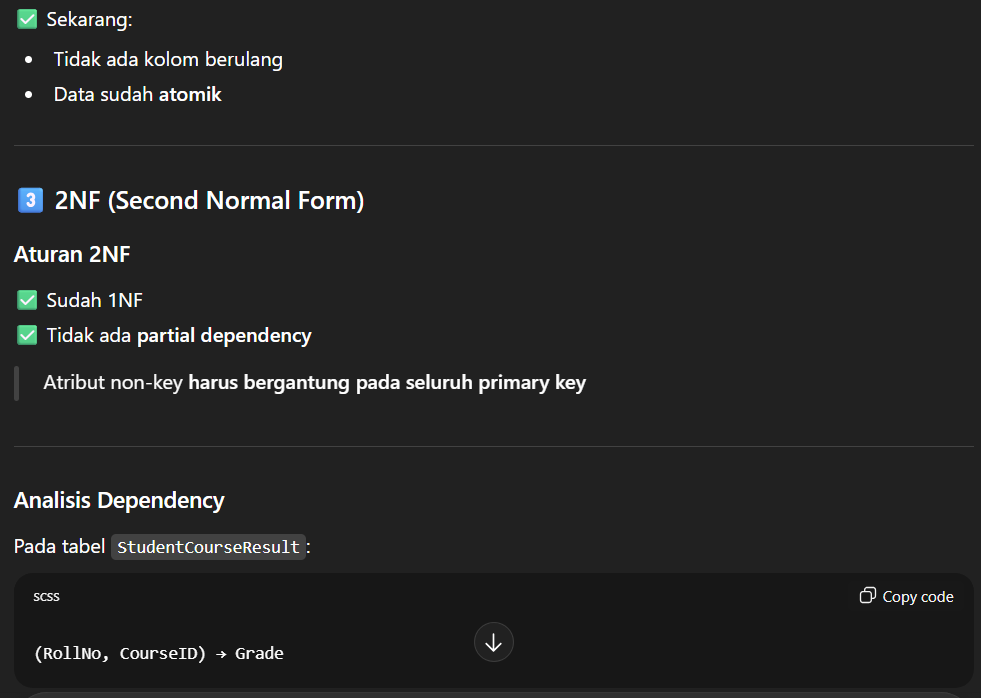 ✅ Sekarang:
• Tidak ada kolom berulang
• Data sudah atomik
3️⃣ 2NF (Second Normal Form)
Aturan 2NF
✅ Sudah 1NF
✅ Tidak ada partial dependency
Atribut non-key harus bergantung pada seluruh primary key
Analisis Dependency
Pada tabel StudentCourseResult:
scss
Copy code
(RollNo, CourseID) → Grade